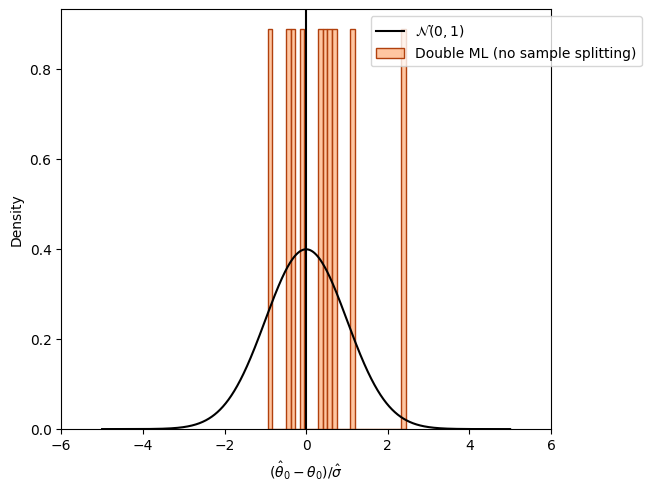 𝒩(0, 1)
Double ML (no sample splitting)
Density
0.8
0.6
0.4
0.2
0.0
−6 −4 −2 0 2 4 6
(θ̂₀ − θ₀)/σ̂